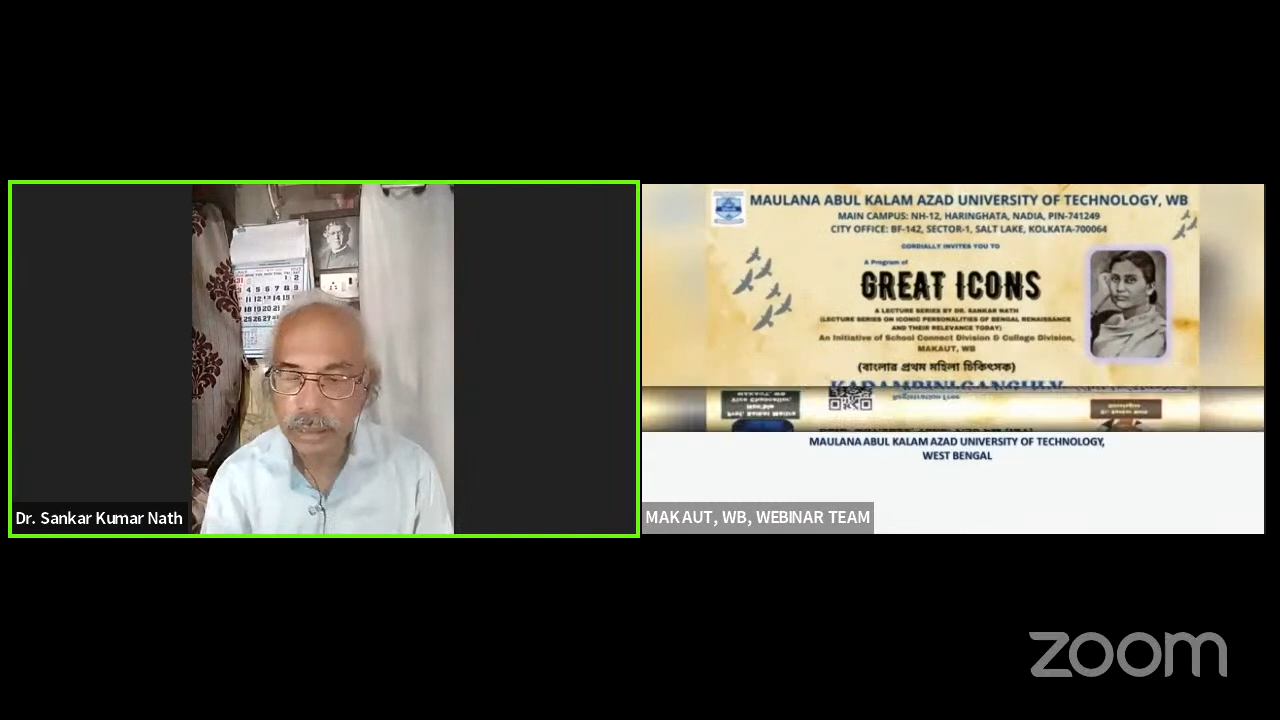 Dr. Sankar Kumar Nath
MAULANA ABUL KALAM AZAD UNIVERSITY OF TECHNOLOGY, WB
MAIN CAMPUS: NH-12, HARINGHATA, NADIA, PIN-741249
CITY OFFICE: BF-142, SECTOR-1, SALT LAKE, KOLKATA-700064
CORDIALLY INVITES YOU TO
A Program of
GREAT ICONS
A LECTURE SERIES BY DR. SANKAR NATH
(LECTURE SERIES ON ICONIC PERSONALITIES OF BENGAL RENAISSANCE
AND THEIR RELEVANCE TODAY)
An Initiative of School Connect Division & College Division,
MAKAUT, WB
(বাংলার প্রথম মহিলা চিকিৎসক)
KADAMBINI GANGULY
Registration Free
MAULANA ABUL KALAM AZAD UNIVERSITY OF TECHNOLOGY,
WEST BENGAL
MAKAUT, WB, WEBINAR TEAM
zoom